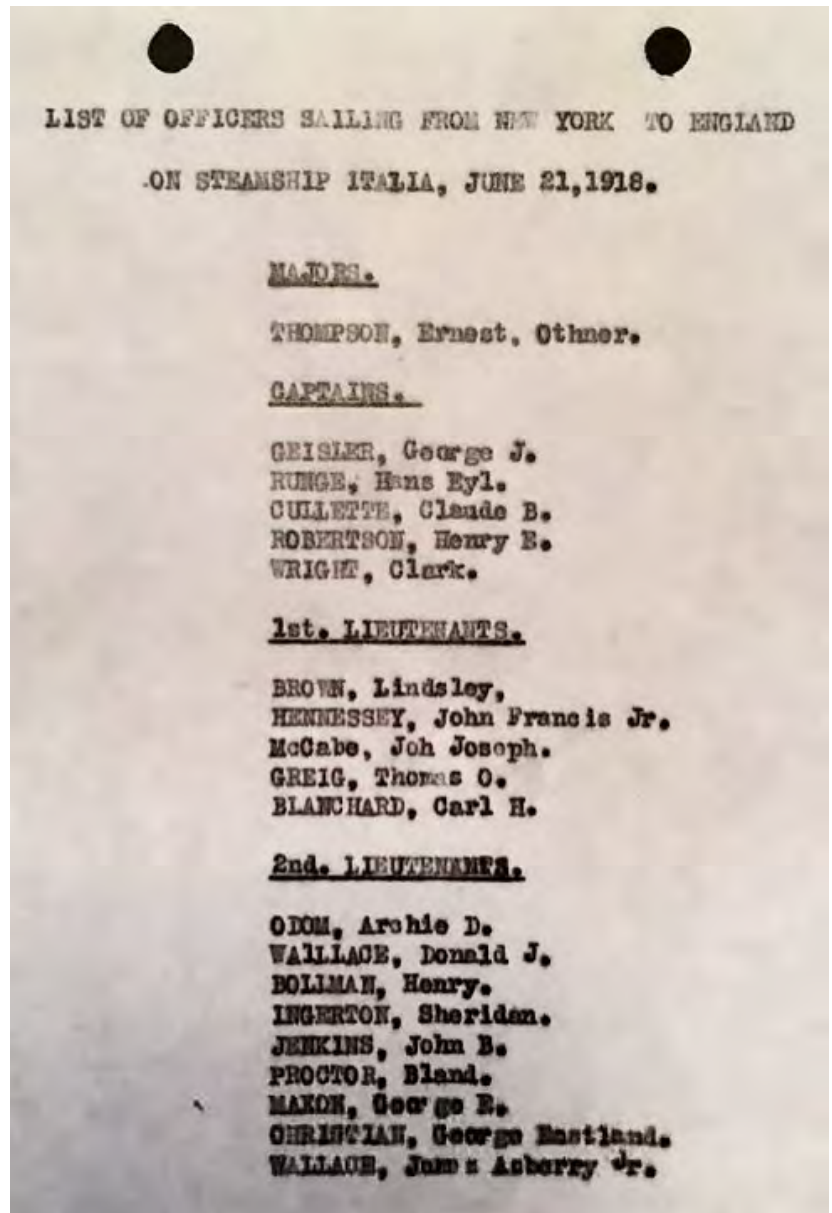 LIST OF OFFICERS SAILING FROM NEW YORK TO ENGLAND
ON STEAMSHIP ITALIA, JUNE 21,1918.
MAJORS.
THOMPSON, Ernest, Othner.
CAPTAINS.
GEISLER, George J.
RUNGE, Hans Eyl.
CULLETTE, Claude B.
ROBERTSON, Henry E.
WRIGHT, Clark.
1st. LIEUTENANTS.
BROWN, Lindsley,
HENNESSEY, John Francis Jr.
McCabe, Joh Joseph.
GREIG, Thomas O.
BLANCHARD, Carl H.
2nd. LIEUTENANTS.
ODOM, Archie D.
WALLACE, Donald J.
BOLLMAN, Henry.
INGERTON, Sheridan.
JENKINS, John B.
PROCTOR, Bland.
MAXON, George E.
CHRISTIAN, George Eastland.
WALLACE, James Asberry Jr.